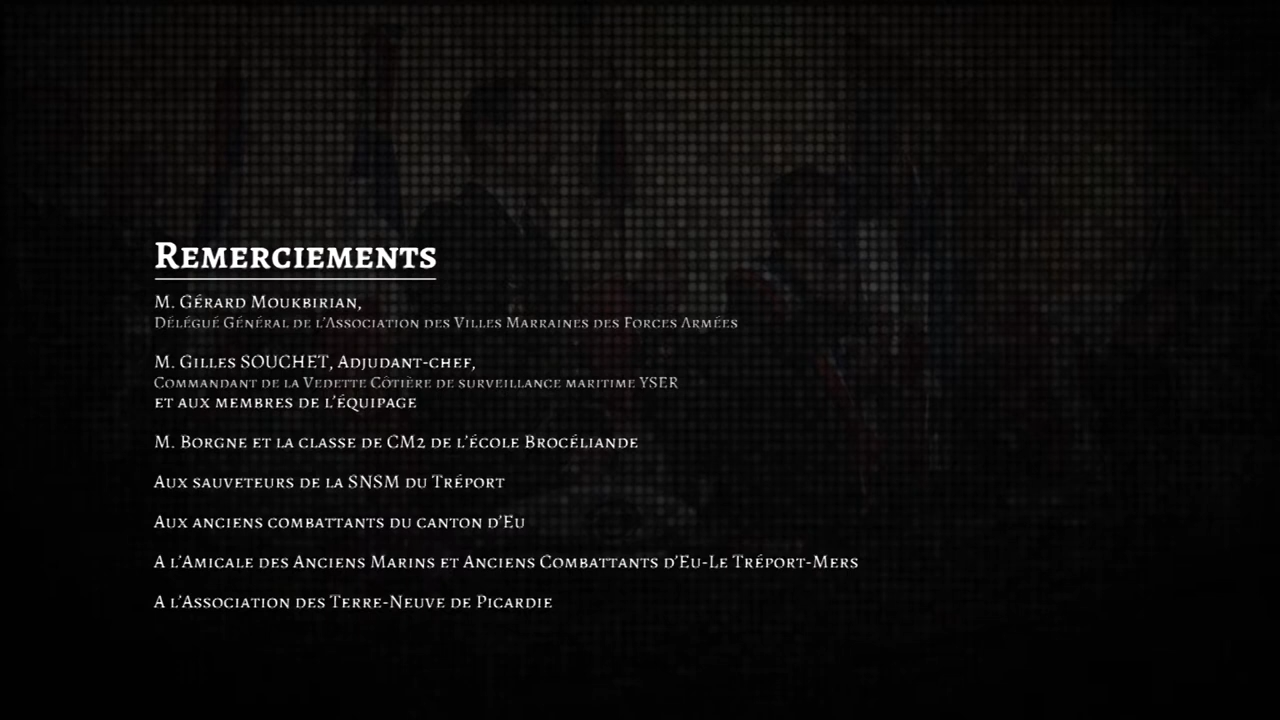 Remerciements
M. Gérard Moukbirian,
Délégué Général de l'Association des Villes Marraines des Forces Armées
M. Gilles SOUCHET, Adjudant-chef,
Commandant de la Vedette Côtière de surveillance maritime YSER
et aux membres de l'équipage
M. Borgne et la classe de CM2 de l'école Brocéliande
Aux sauveteurs de la SNSM du Tréport
Aux anciens combattants du canton d'Eu
A l'Amicale des Anciens Marins et Anciens Combattants d'Eu-Le Tréport-Mers
A l'Association des Terre-Neuve de Picardie